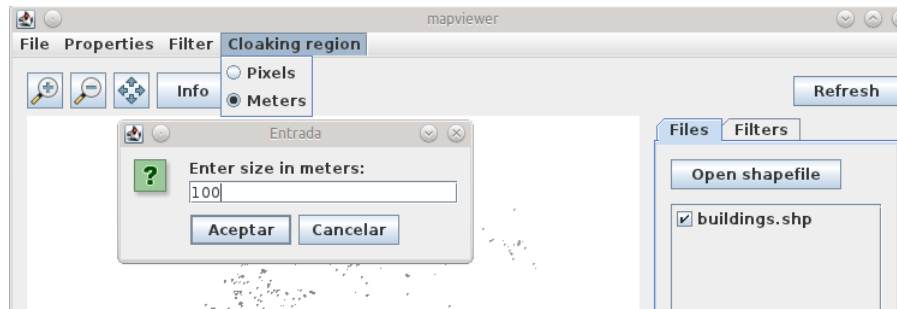 mapviewer
File Properties Filter Cloaking region
Pixels
Meters
Info
Refresh
Entrada
Enter size in meters:
100
Aceptar Cancelar
Files Filters
Open shapefile
buildings.shp